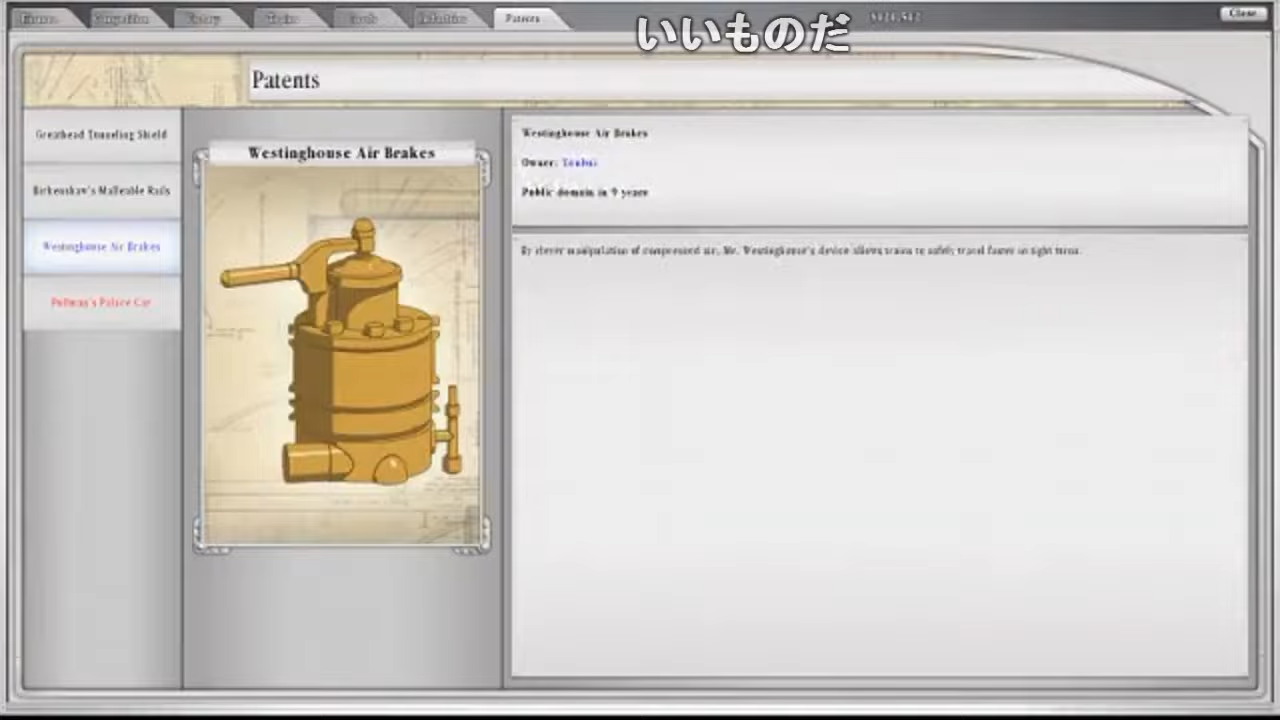 Patents
いいものだ
Close
Patents
Greathead Tunneling Shield
Birkenshaw's Malleable Rails
Westinghouse Air Brakes
Pullman's Palace Car
Westinghouse Air Brakes
Westinghouse Air Brakes
Owner:
Public domain in 9 years
By clever manipulation of compressed air, Mr. Westinghouse's device allows trains to safely travel faster on tight turns.